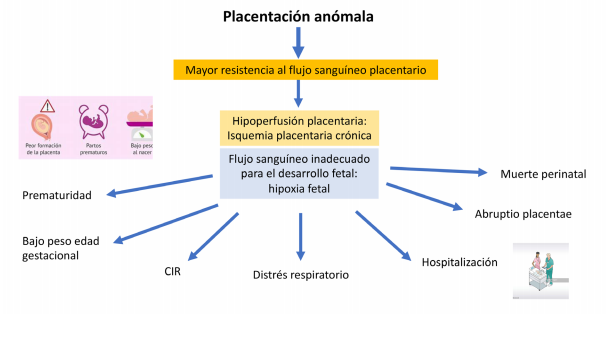 Placentación anómala
Mayor resistencia al flujo sanguíneo placentario
Hipoperfusión placentaria:
Isquemia placentaria crónica
Peor formación
de la placenta
Partos
prematuros
Bajo peso
al nacer
Flujo sanguíneo inadecuado
para el desarrollo fetal:
hipoxia fetal
Muerte perinatal
Prematuridad
Abruptio placentae
Bajo peso edad
gestacional
CIR
Distrés respiratorio
Hospitalización